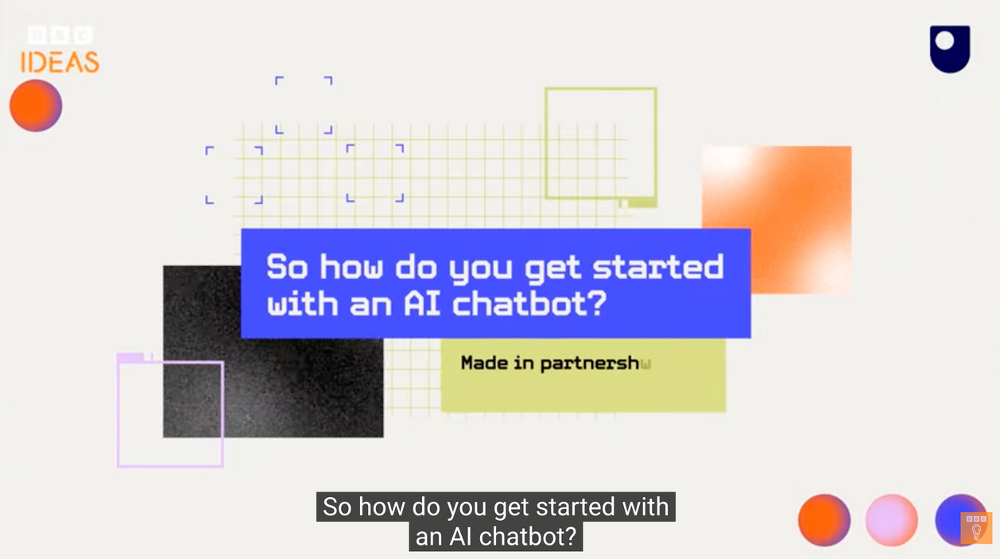 BBC
IDEAS
So how do you get started
with an AI chatbot?
Made in partnersh
So how do you get started with
an AI chatbot?
BBC